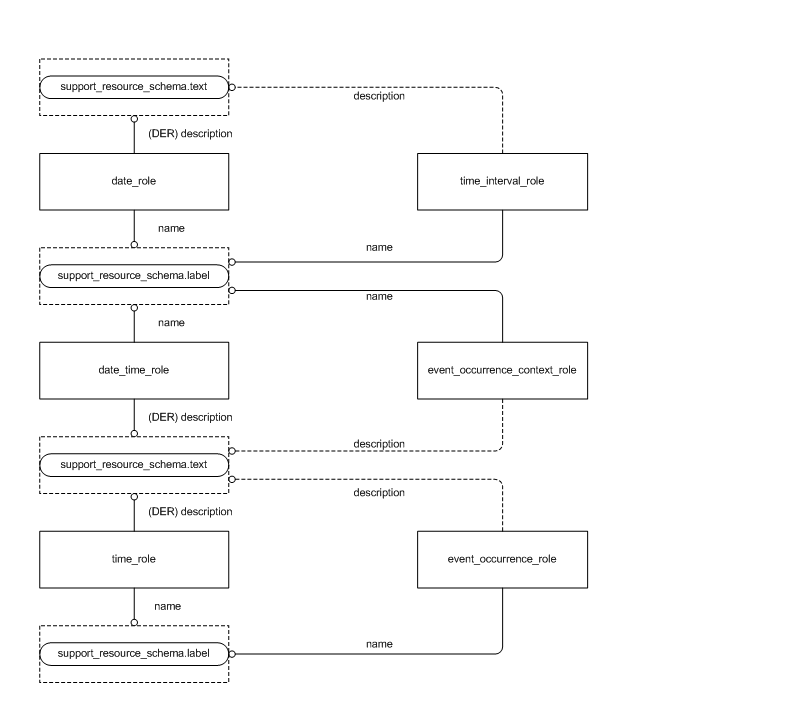 support_resource_schema.text
description
(DER) description
date_role
time_interval_role
name
name
support_resource_schema.label
name
name
date_time_role
event_occurrence_context_role
(DER) description
description
support_resource_schema.text
description
(DER) description
time_role
event_occurrence_role
name
name
support_resource_schema.label